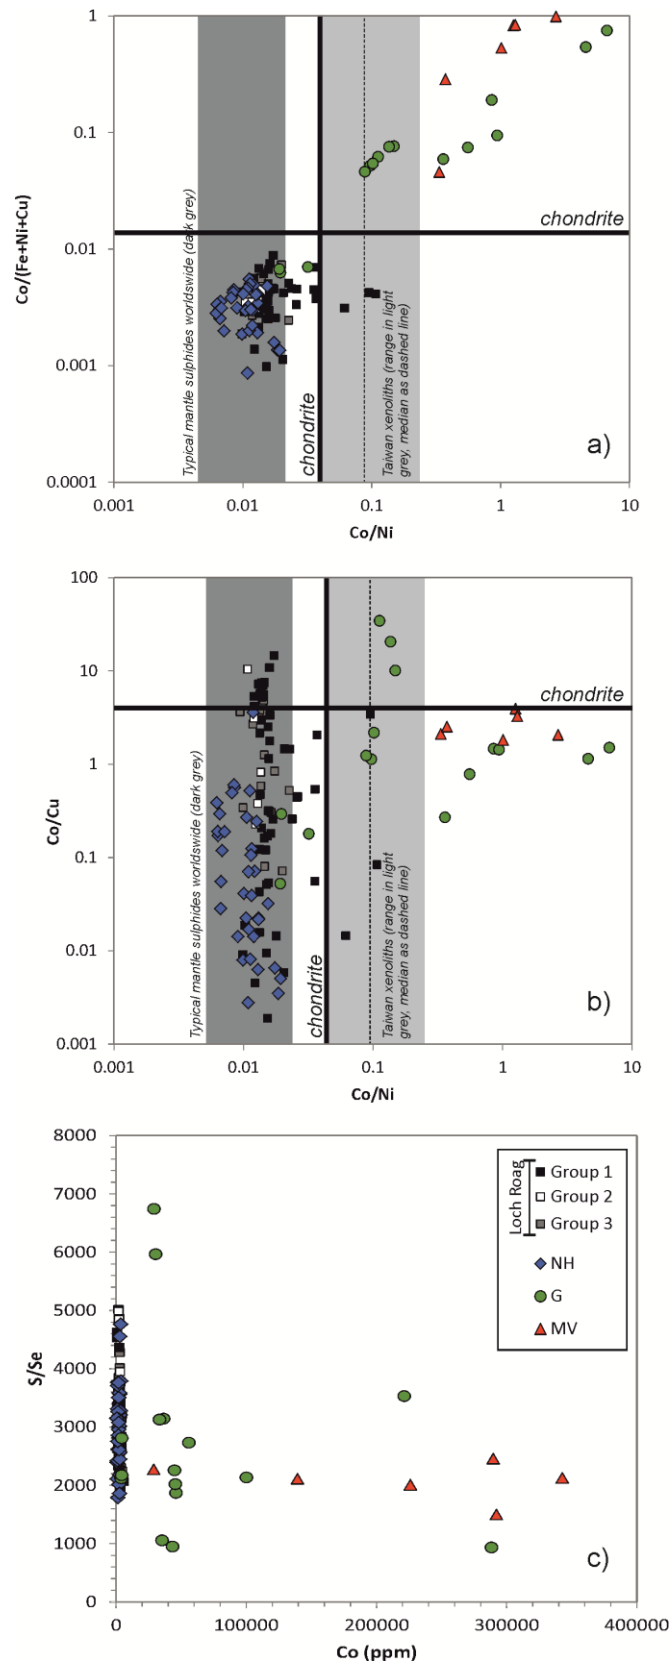 1
0.1
0.01
0.001
0.0001
Co/(Fe+Ni+Cu)
chondrite
Typical mantle sulphides worldwide (dark grey)
chondrite
Taiwan xenoliths (range in light
grey, median as dashed line)
a)
0.001
0.01
0.1
1
10
Co/Ni
100
10
1
0.1
0.01
0.001
Co/Cu
chondrite
Typical mantle sulphides worldwide (dark grey)
chondrite
Taiwan xenoliths (range in light
grey, median as dashed line)
b)
0.001
0.01
0.1
1
10
Co/Ni
8000
7000
6000
5000
4000
3000
2000
1000
0
S/Se
Loch Roag
Group 1
Group 2
Group 3
NH
G
MV
c)
0
100000
200000
300000
400000
Co (ppm)